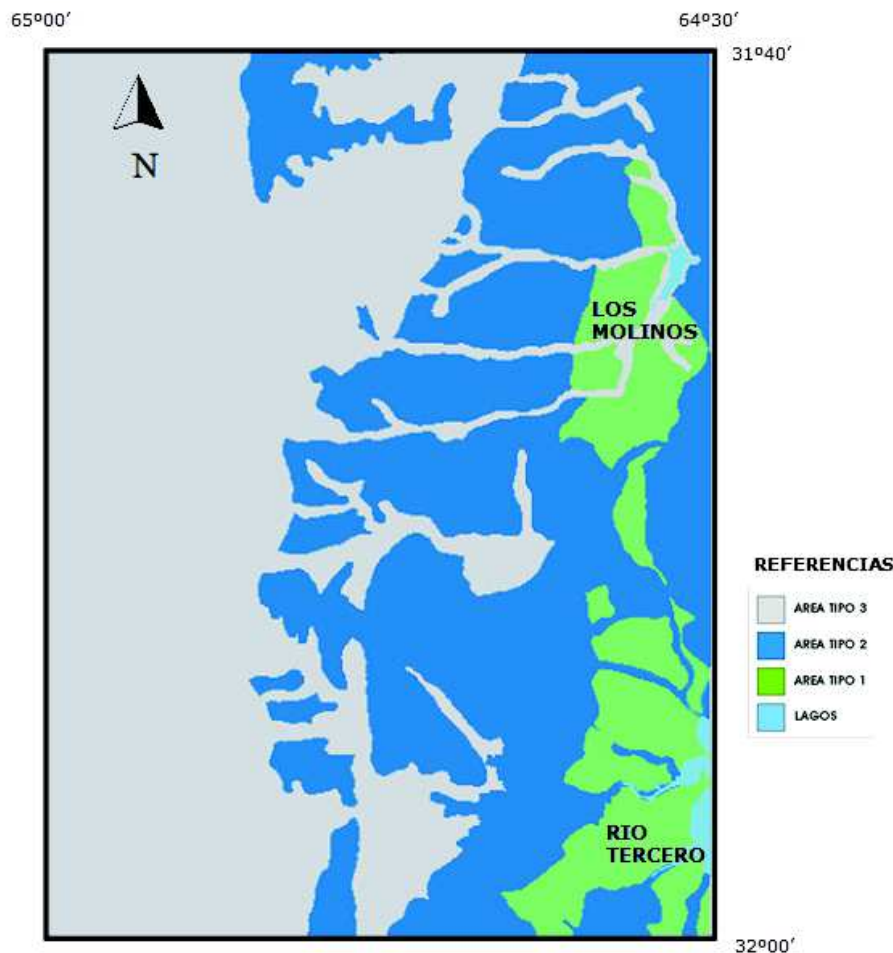 65º00′
64º30′
31º40′
N
LOS
MOLINOS
REFERENCIAS
AREA TIPO 3
AREA TIPO 2
AREA TIPO 1
LAGOS
RIO
TERCERO
32º00′